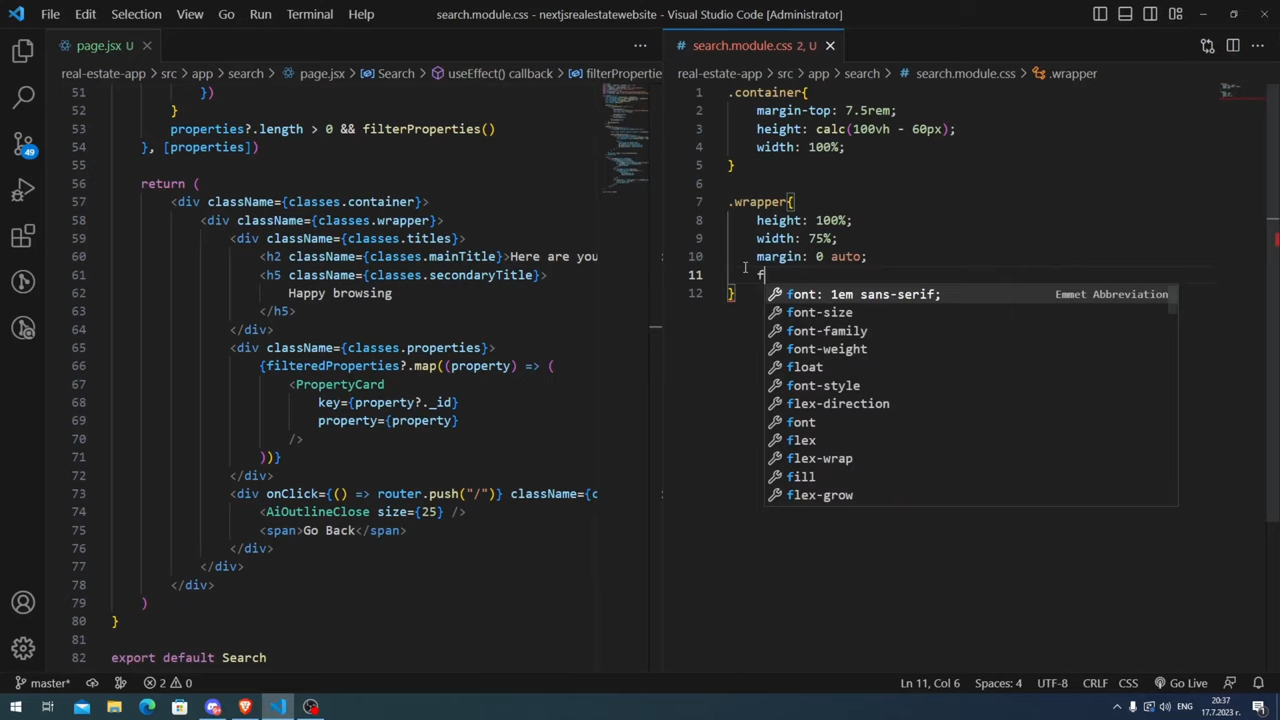 File Edit Selection View Go Run Terminal Help
search.module.css - nextjsrealestatewebsite - Visual Studio Code [Administrator]
page.jsx U
real-estate-app > src > app > search > page.jsx > Search > useEffect() callback > filterPropertie
51 })
52 }
53 properties?.length > 0 && filterProperties()
54 }, [properties])
55
56 return (
57 <div className={classes.container}>
58 <div className={classes.wrapper}>
59 <div className={classes.titles}>
60 <h2 className={classes.mainTitle}>Here are you
61 <h5 className={classes.secondaryTitle}>
62 Happy browsing
63 </h5>
64 </div>
65 <div className={classes.properties}>
66 {filteredProperties?.map((property) => (
67 <PropertyCard
68 key={property?._id}
69 property={property}
70 />
71 ))}
72 </div>
73 <div onClick={() => router.push("/")} className={c
74 <AiOutlineClose size={25} />
75 <span>Go Back</span>
76 </div>
77 </div>
78 </div>
79 )
80 }
81
82 export default Search
search.module.css 2, U
real-estate-app > src > app > search > search.module.css > .wrapper
1 .container{
2 margin-top: 7.5rem;
3 height: calc(100vh - 60px);
4 width: 100%;
5 }
6
7 .wrapper{
8 height: 100%;
9 width: 75%;
10 margin: 0 auto;
11 f
12 }
font: 1em sans-serif; Emmet Abbreviation
font-size
font-family
font-weight
float
font-style
flex-direction
font
flex
flex-wrap
fill
flex-grow
49
master* 2 0
Ln 11, Col 6 Spaces: 4 UTF-8 CRLF CSS Go Live
ENG 20:37
17.7.2023 г.